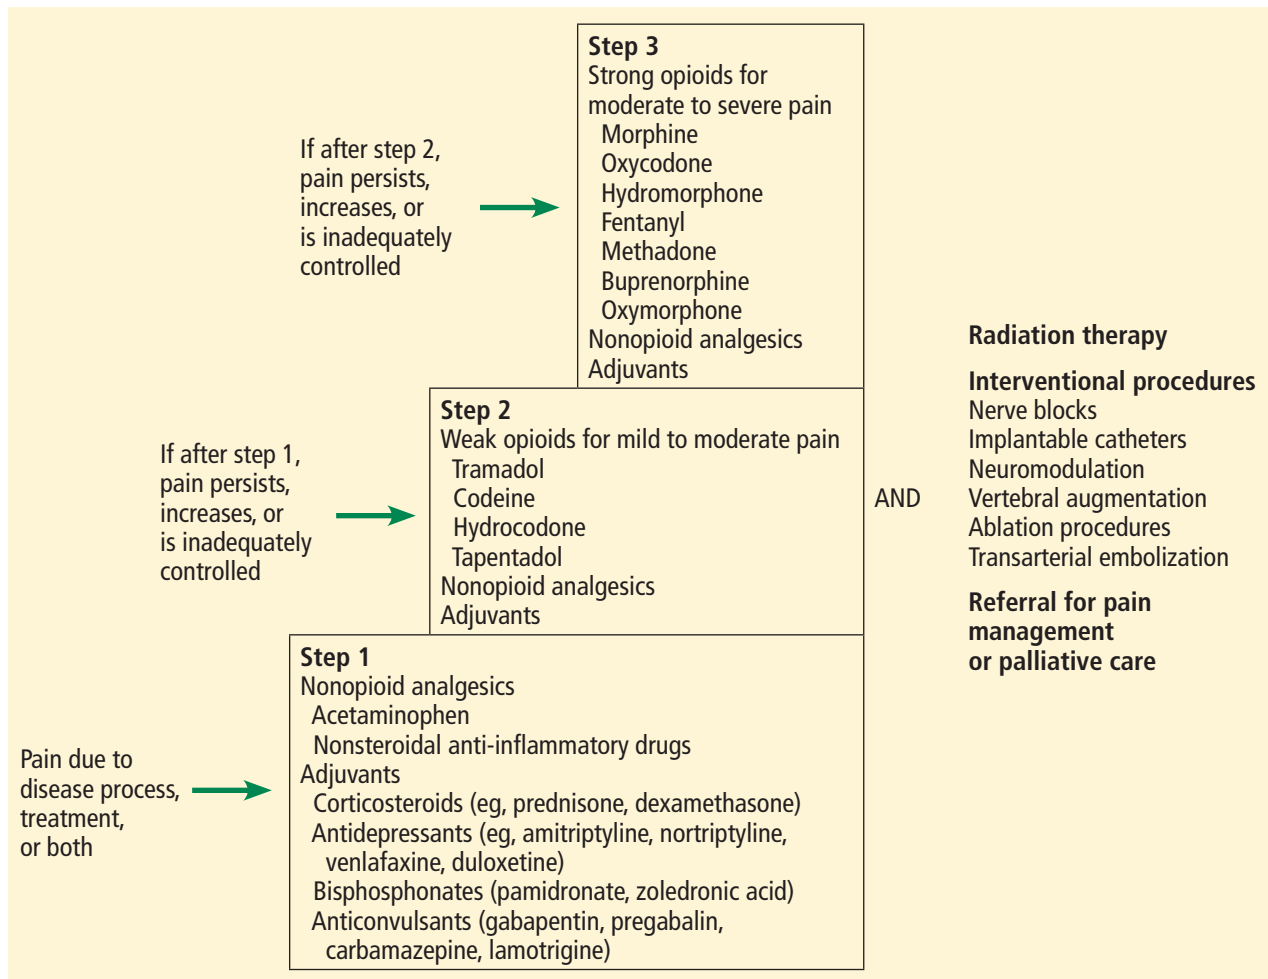 Step 3
Strong opioids for
moderate to severe pain
Morphine
Oxycodone
Hydromorphone
Fentanyl
Methadone
Buprenorphine
Oxymorphone
Nonopioid analgesics
Adjuvants
If after step 2,
pain persists,
increases, or
is inadequately
controlled
Step 2
Weak opioids for mild to moderate pain
Tramadol
Codeine
Hydrocodone
Tapentadol
Nonopioid analgesics
Adjuvants
If after step 1,
pain persists,
increases, or
is inadequately
controlled
Step 1
Nonopioid analgesics
Acetaminophen
Nonsteroidal anti-inflammatory drugs
Adjuvants
Corticosteroids (eg, prednisone, dexamethasone)
Antidepressants (eg, amitriptyline, nortriptyline,
venlafaxine, duloxetine)
Bisphosphonates (pamidronate, zoledronic acid)
Anticonvulsants (gabapentin, pregabalin,
carbamazepine, lamotrigine)
Pain due to
disease process,
treatment,
or both
AND
Radiation therapy
Interventional procedures
Nerve blocks
Implantable catheters
Neuromodulation
Vertebral augmentation
Ablation procedures
Transarterial embolization
Referral for pain
management
or palliative care